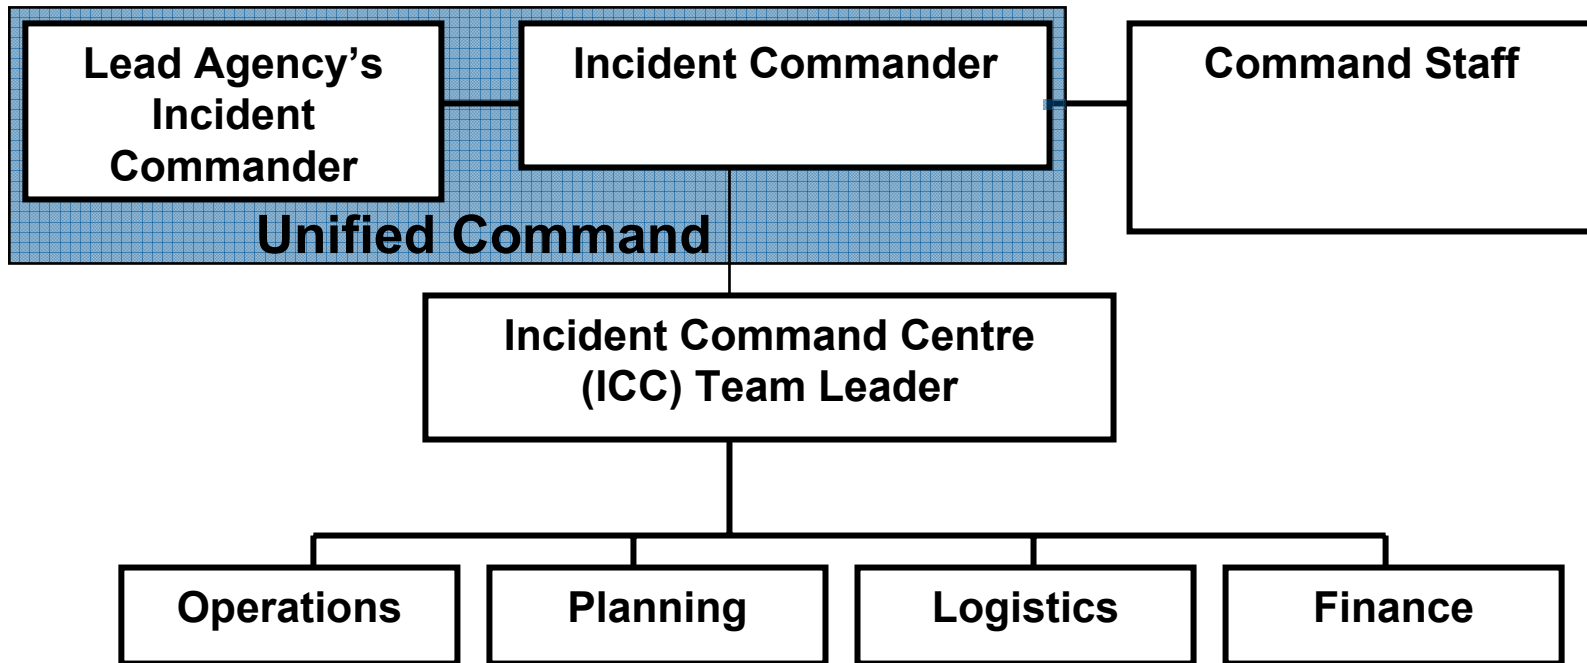 Lead Agency’s
Incident
Commander
Incident Commander
Command Staff
Unified Command
Incident Command Centre
(ICC) Team Leader
Operations
Planning
Logistics
Finance